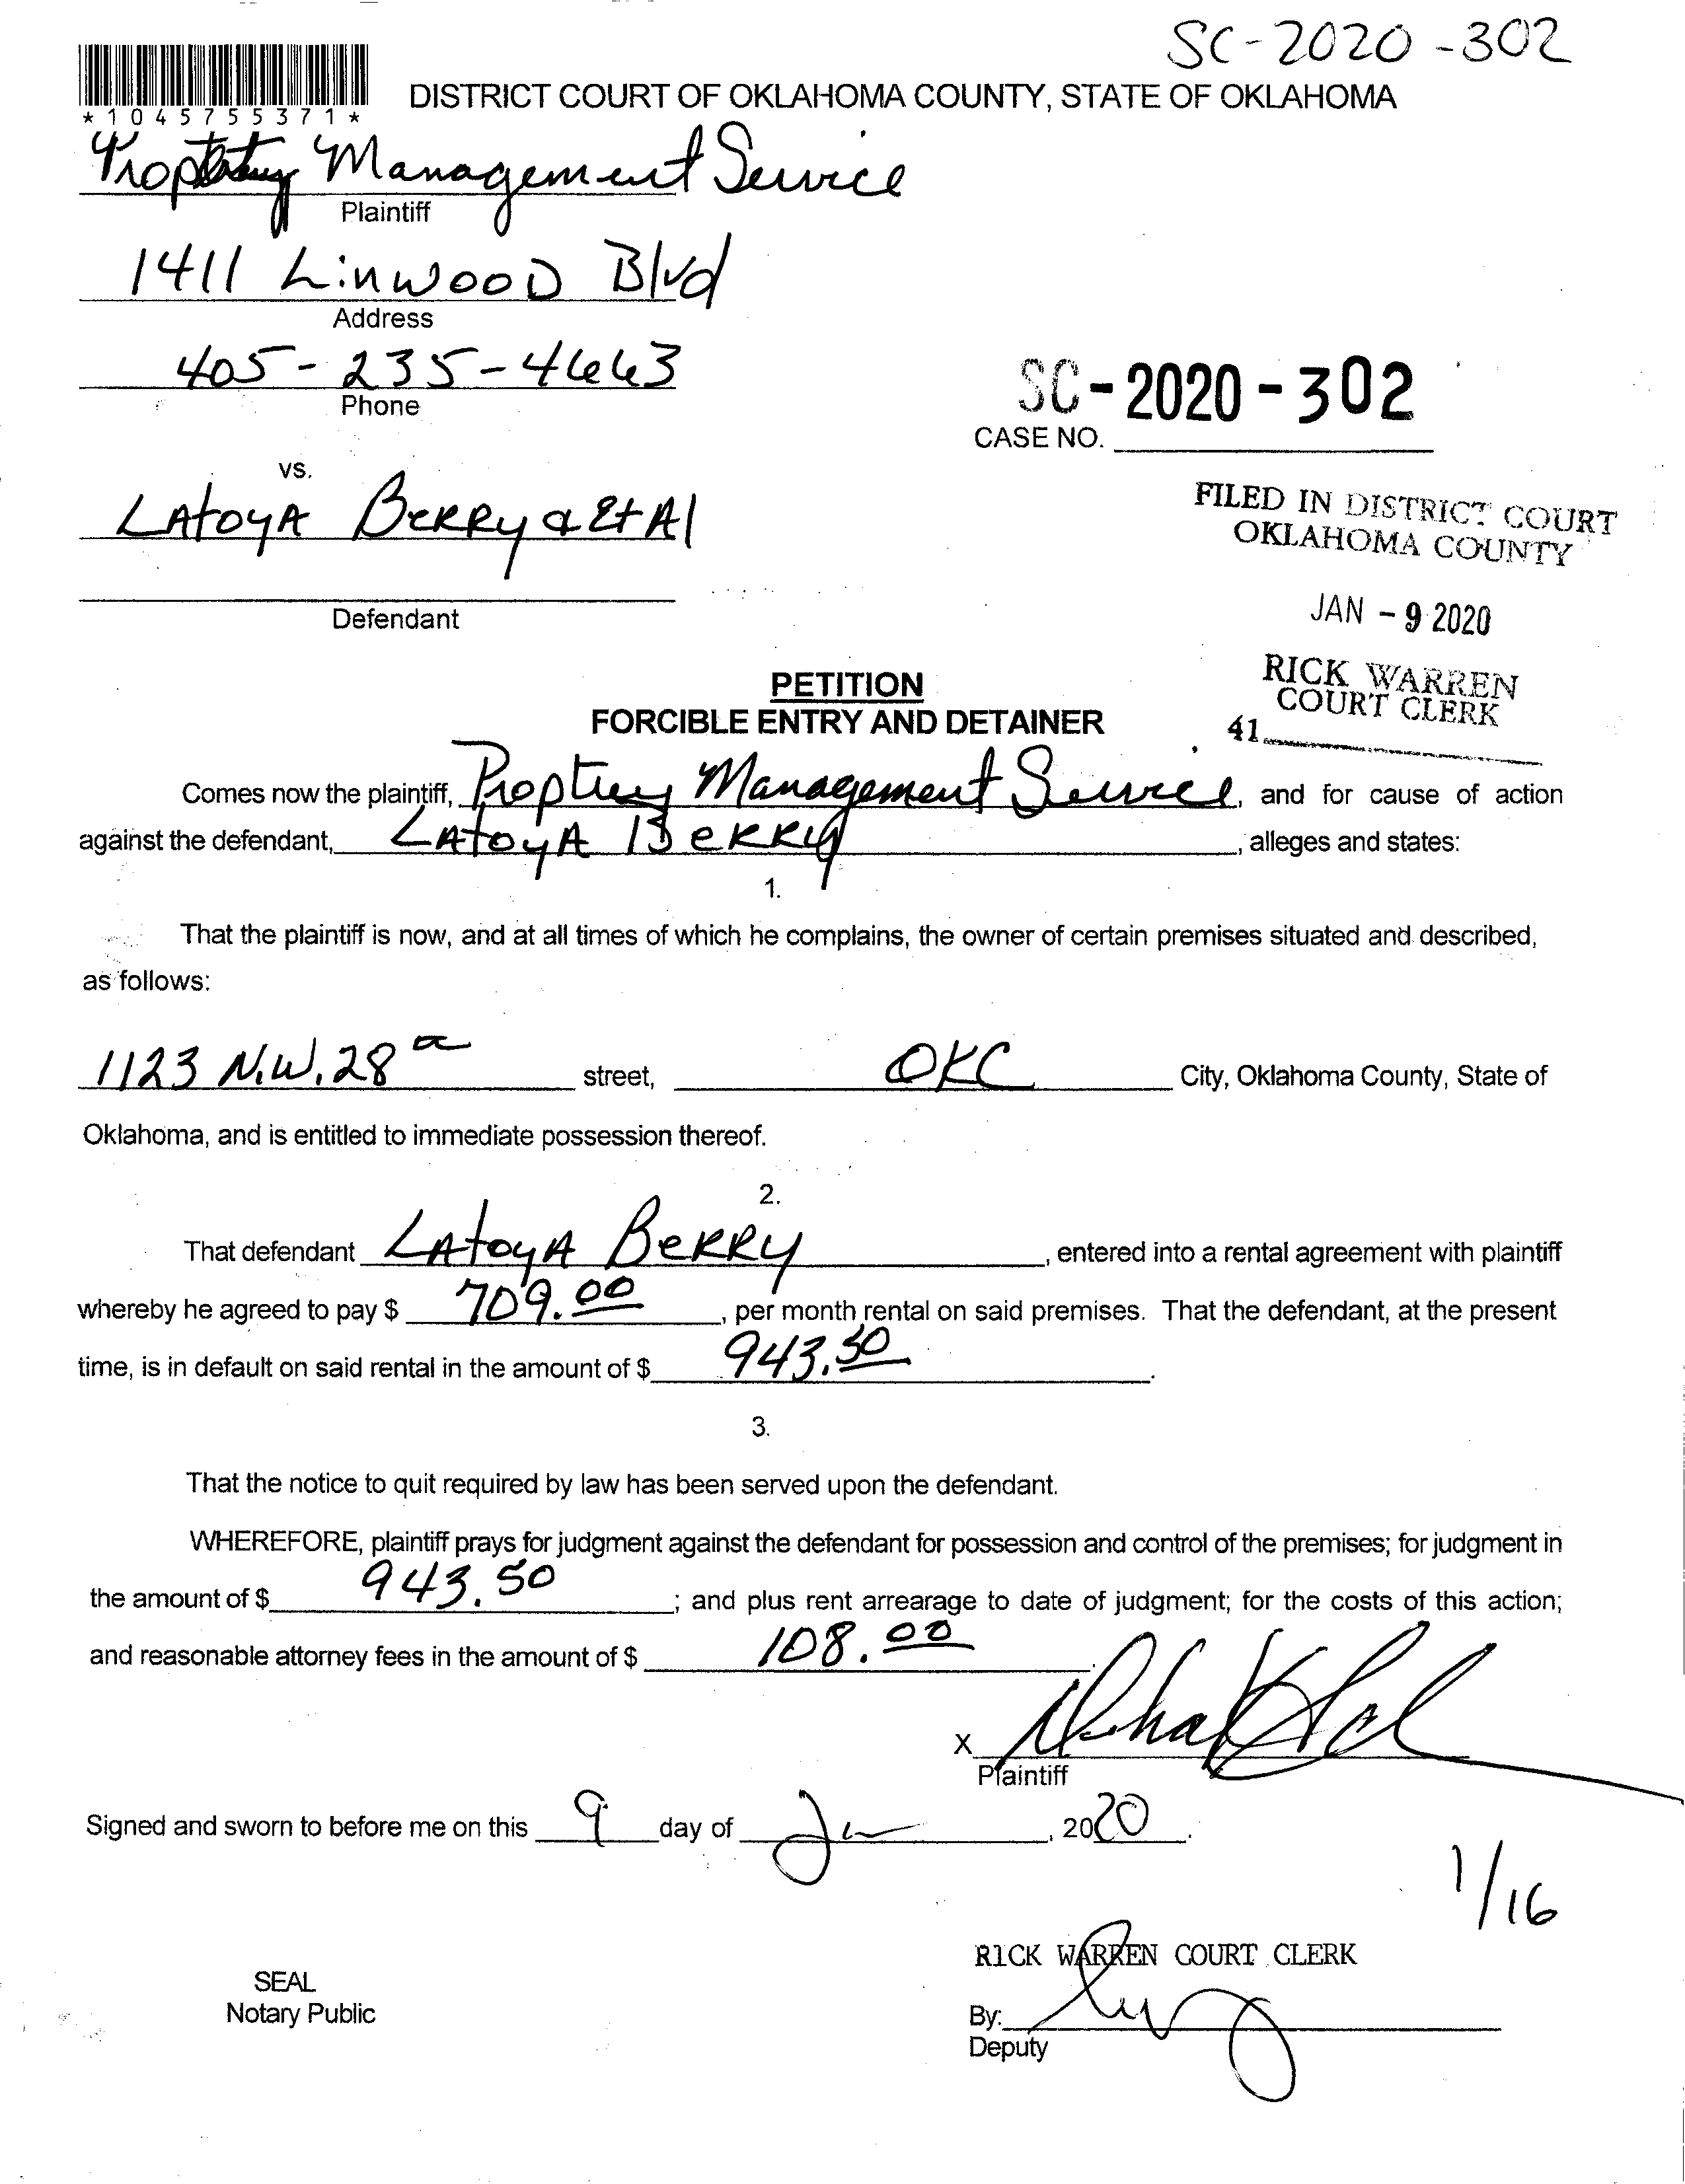 SC-2020-302
*1045755371*
DISTRICT COURT OF OKLAHOMA COUNTY, STATE OF OKLAHOMA
Management Service
Plaintiff
1411 LinwooD Blvd
Address
405-235-4663
Phone
SC-2020-302
CASE NO.
vs.
LAtoyA BeRRy & Et Al
FILED IN DISTRICT COURT
OKLAHOMA COUNTY
Defendant
JAN - 9 2020
RICK WARREN
COURT CLERK
41
PETITION
FORCIBLE ENTRY AND DETAINER
Comes now the plaintiff, Management Service, and for cause of action
against the defendant, LAtoyA BeRRy, alleges and states:
1.
That the plaintiff is now, and at all times of which he complains, the owner of certain premises situated and described,
as follows:
1123 N.W. 28 street, OKC City, Oklahoma County, State of
Oklahoma, and is entitled to immediate possession thereof.
2.
That defendant LAtoyA BeRRy, entered into a rental agreement with plaintiff
whereby he agreed to pay $ 709.00, per month rental on said premises. That the defendant, at the present
time, is in default on said rental in the amount of $ 943.50.
3.
That the notice to quit required by law has been served upon the defendant.
WHEREFORE, plaintiff prays for judgment against the defendant for possession and control of the premises; for judgment in
the amount of $ 943.50; and plus rent arrearage to date of judgment; for the costs of this action;
and reasonable attorney fees in the amount of $ 108.00.
X
Plaintiff
Signed and sworn to before me on this 9 day of Jan, 2020.
1/16
RICK WARREN COURT CLERK
SEAL
Notary Public
By:
Deputy